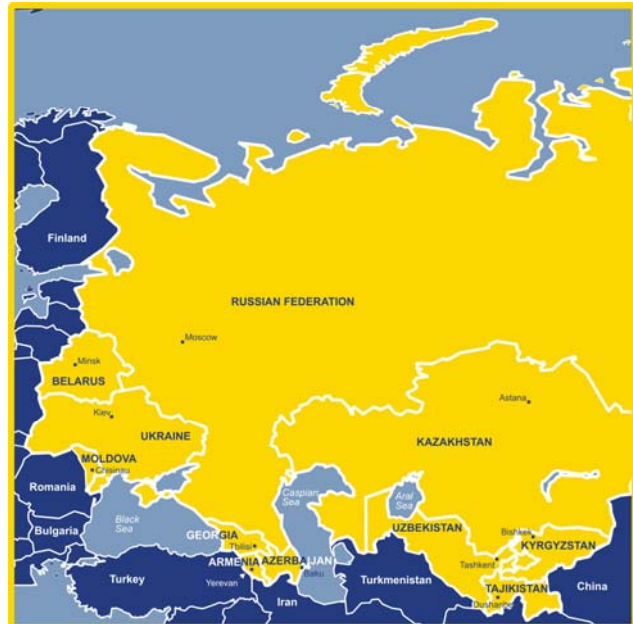 Finland
RUSSIAN FEDERATION
Moscow
Minsk
BELARUS
Astana
Kiev
UKRAINE
KAZAKHSTAN
MOLDOVA
Chisinau
Romania
Caspian
Sea
Aral
Sea
Black
Sea
Bulgaria
GEORGIA
UZBEKISTAN
Bishkek
KYRGYZSTAN
Tbilisi
ARMENIA
AZERBAIJAN
Tashkent
Baku
Turkey
Yerevan
Turkmenistan
TAJIKISTAN
China
Iran
Dushanbe